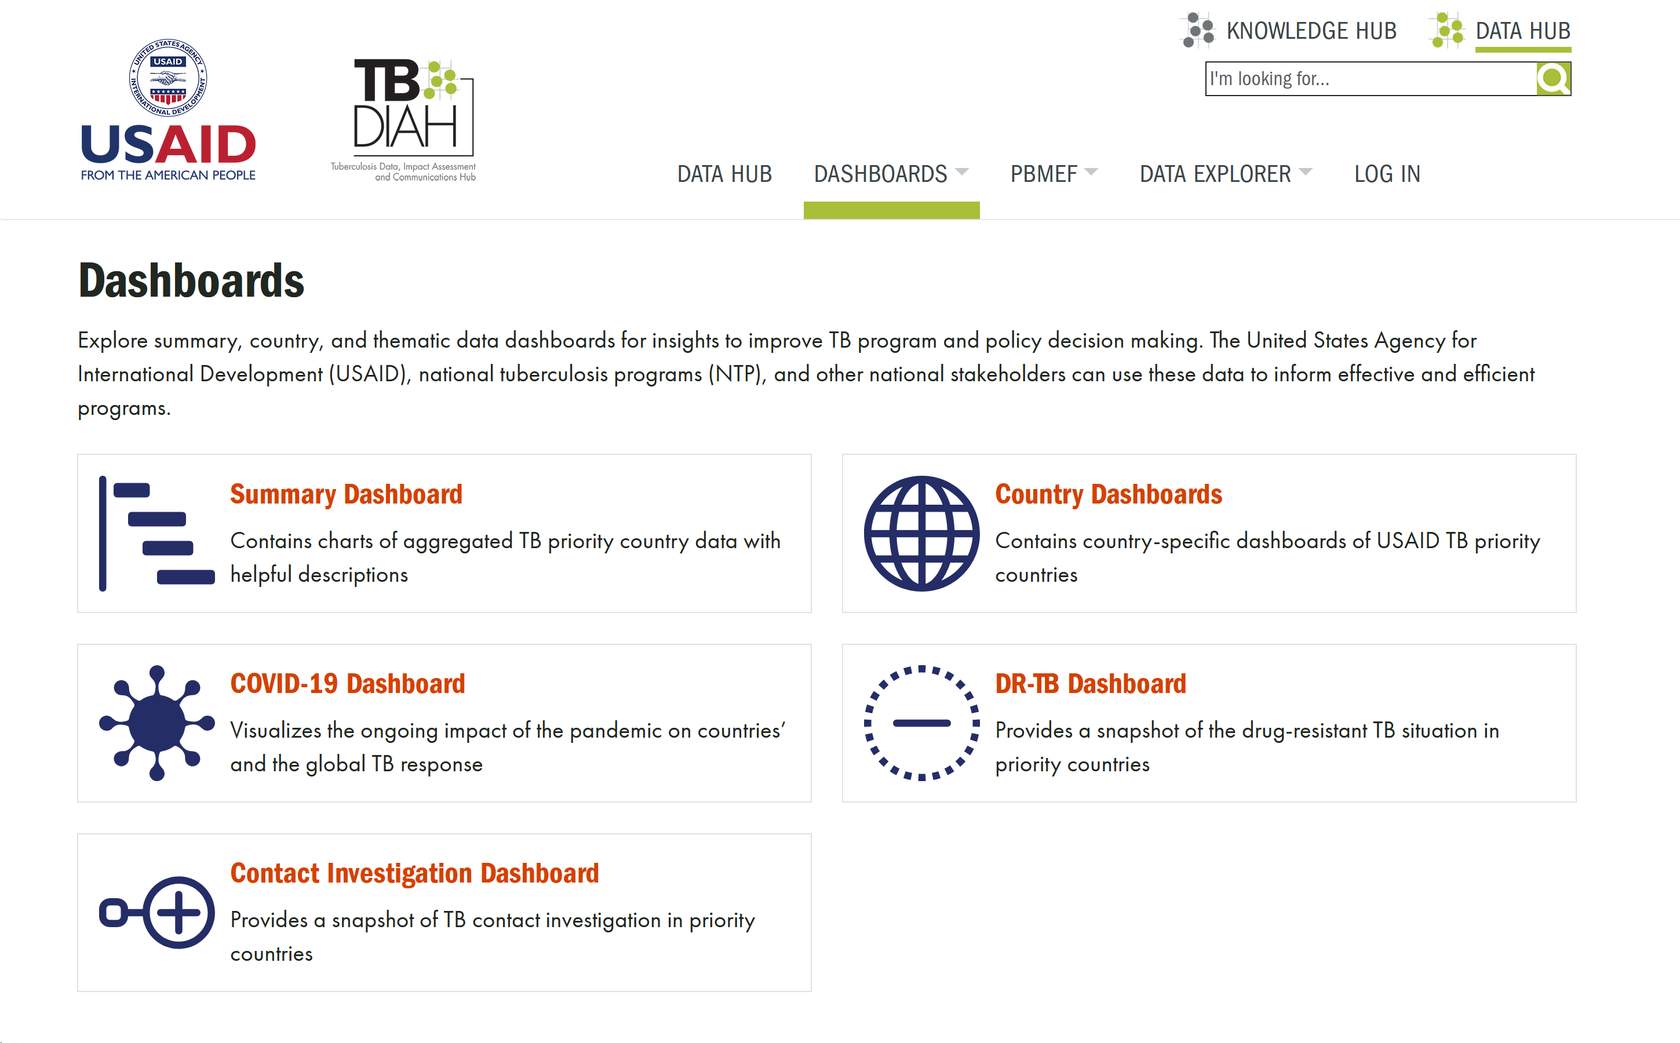 KNOWLEDGE HUB
DATA HUB
I'm looking for...
UNITED STATES AGENCY
USAID
INTERNATIONAL DEVELOPMENT
USAID
FROM THE AMERICAN PEOPLE
TB
DIAH
Tuberculosis Data, Impact Assessment
and Communications Hub
DATA HUB
DASHBOARDS
PBMEF
DATA EXPLORER
LOG IN
Dashboards
Explore summary, country, and thematic data dashboards for insights to improve TB program and policy decision making. The United States Agency for
International Development (USAID), national tuberculosis programs (NTP), and other national stakeholders can use these data to inform effective and efficient
programs.
Summary Dashboard
Contains charts of aggregated TB priority country data with
helpful descriptions
Country Dashboards
Contains country-specific dashboards of USAID TB priority
countries
COVID-19 Dashboard
Visualizes the ongoing impact of the pandemic on countries’
and the global TB response
DR-TB Dashboard
Provides a snapshot of the drug-resistant TB situation in
priority countries
Contact Investigation Dashboard
Provides a snapshot of TB contact investigation in priority
countries